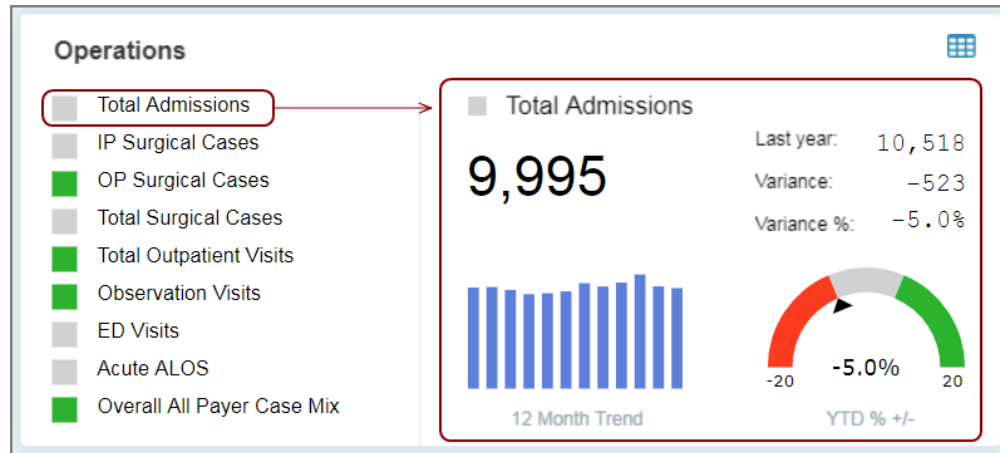 Operations
Total Admissions
IP Surgical Cases
OP Surgical Cases
Total Surgical Cases
Total Outpatient Visits
Observation Visits
ED Visits
Acute ALOS
Overall All Payer Case Mix
Total Admissions
9,995
Last year: 10,518
Variance: -523
Variance %: -5.0%
12 Month Trend
-20 -5.0% 20
YTD % +/-